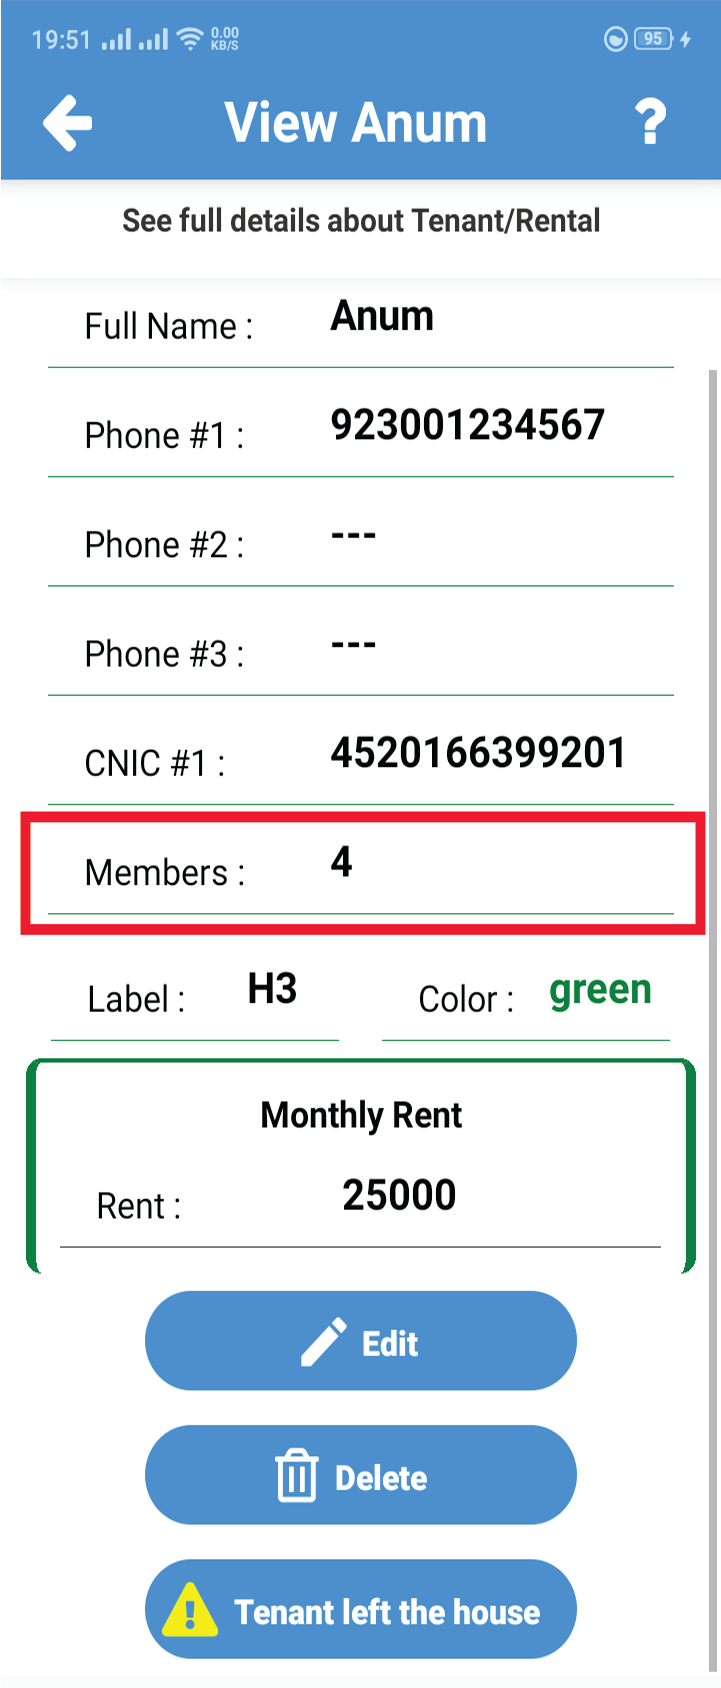 19:51 0.00 KB/S 95
View Anum ?
See full details about Tenant/Rental
Full Name : Anum
Phone #1 : 923001234567
Phone #2 : ---
Phone #3 : ---
CNIC #1 : 4520166399201
Members : 4
Label : H3 Color : green
Monthly Rent
Rent : 25000
Edit
Delete
Tenant left the house